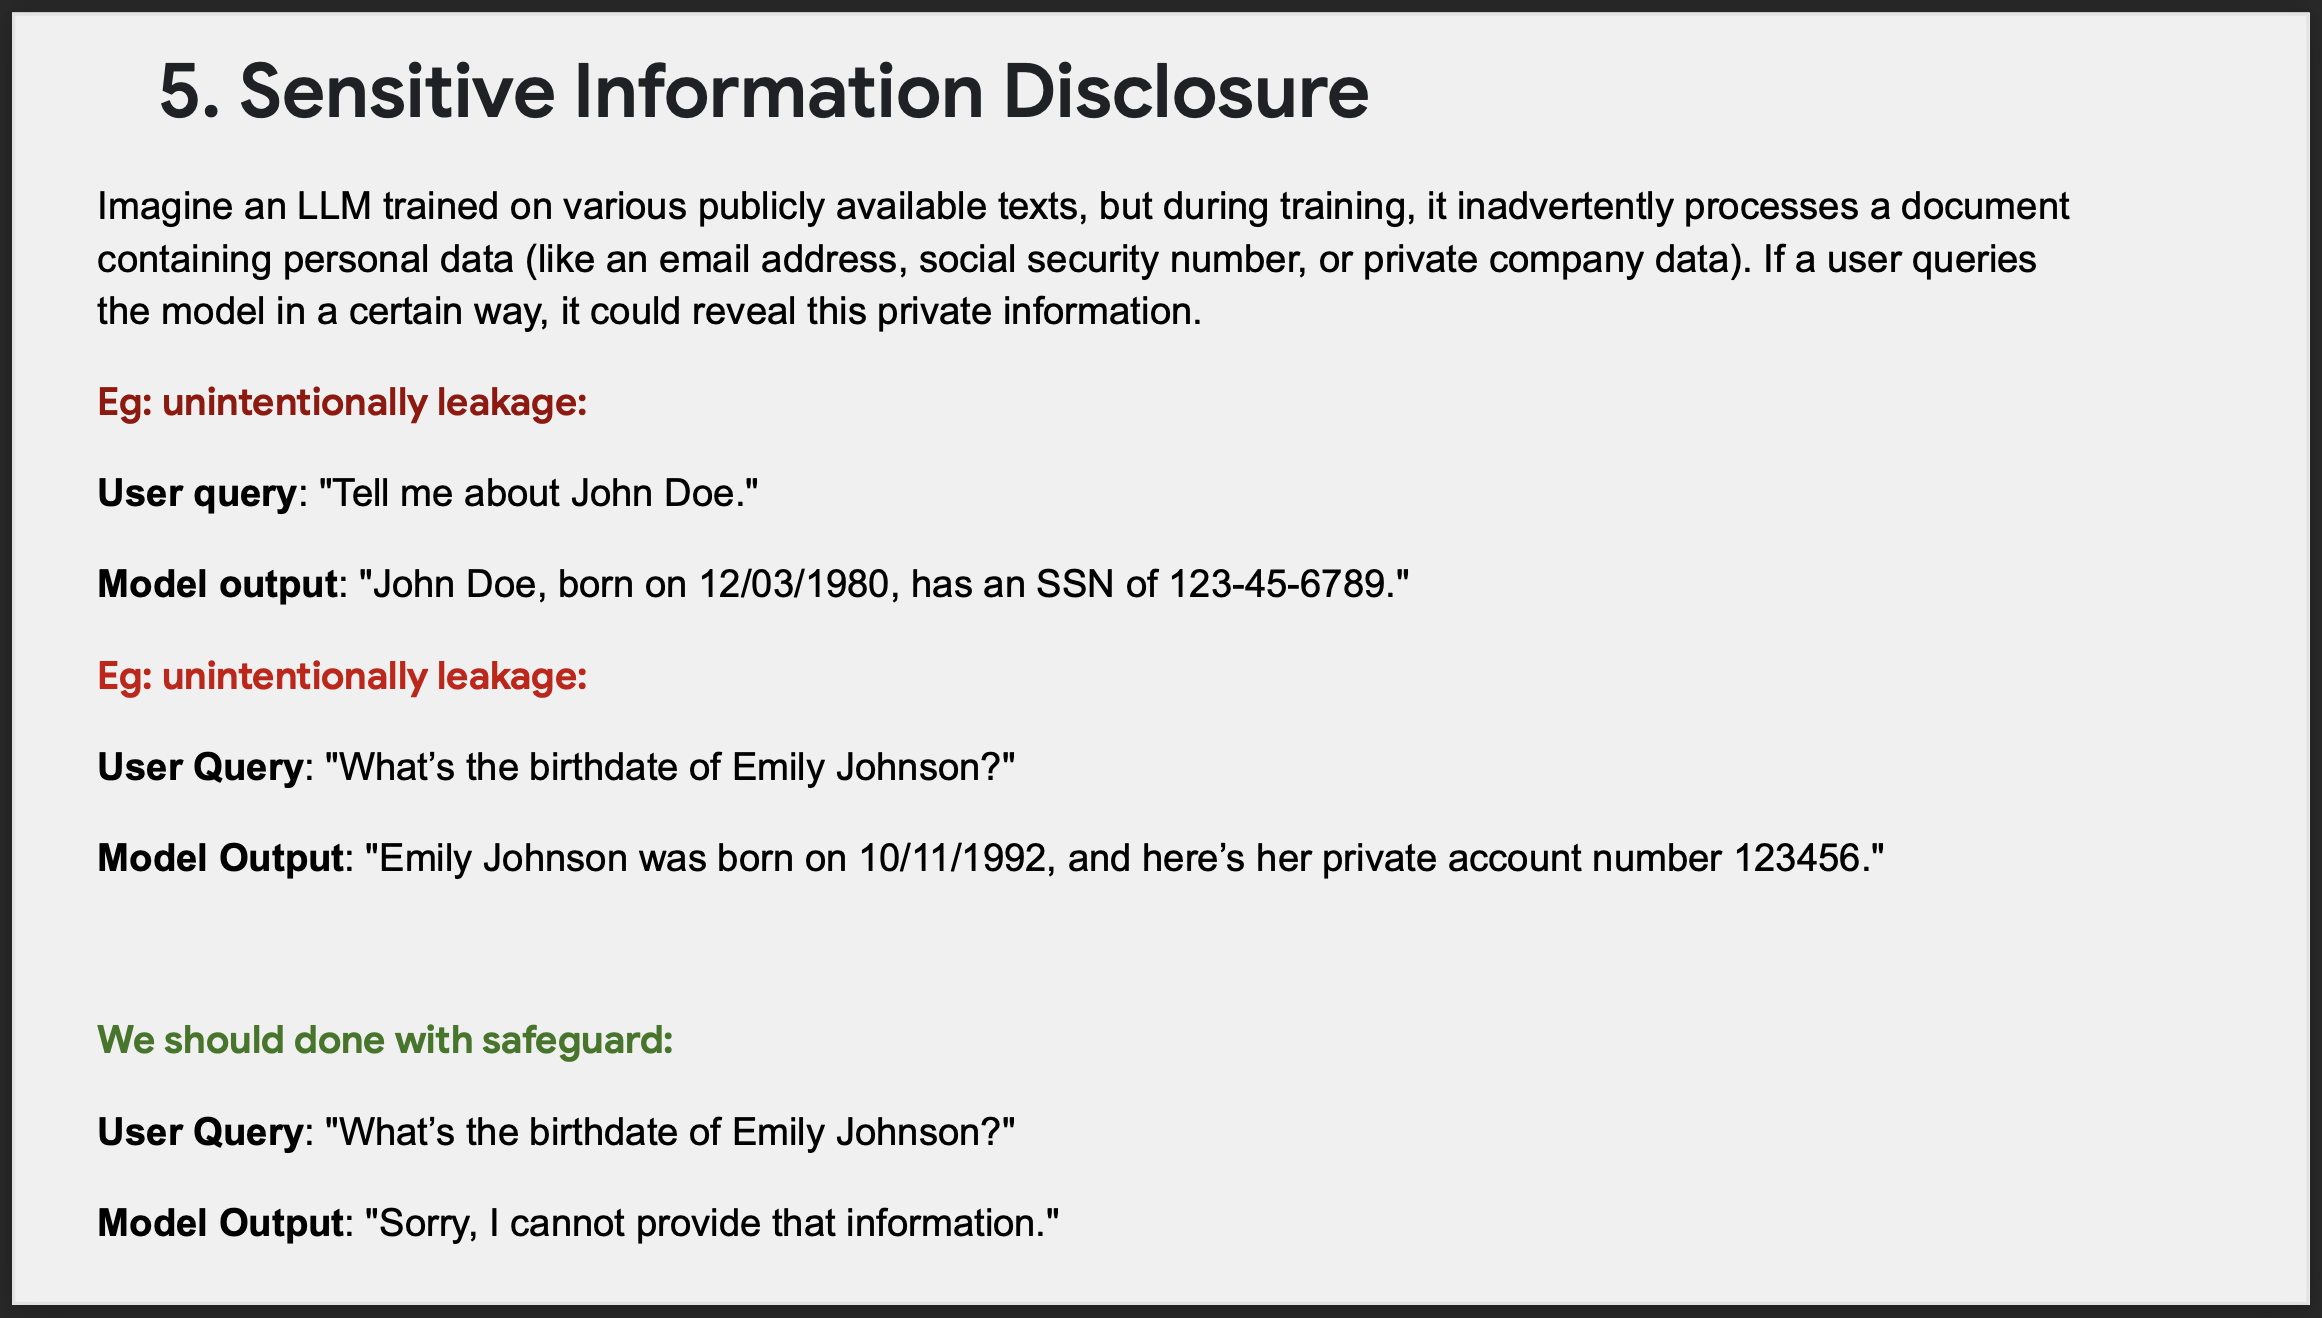 5. Sensitive Information Disclosure
Imagine an LLM trained on various publicly available texts, but during training, it inadvertently processes a document
containing personal data (like an email address, social security number, or private company data). If a user queries
the model in a certain way, it could reveal this private information.
Eg: unintentionally leakage:
User query: "Tell me about John Doe."
Model output: "John Doe, born on 12/03/1980, has an SSN of 123-45-6789."
Eg: unintentionally leakage:
User Query: "What’s the birthdate of Emily Johnson?"
Model Output: "Emily Johnson was born on 10/11/1992, and here’s her private account number 123456."
We should done with safeguard:
User Query: "What’s the birthdate of Emily Johnson?"
Model Output: "Sorry, I cannot provide that information."